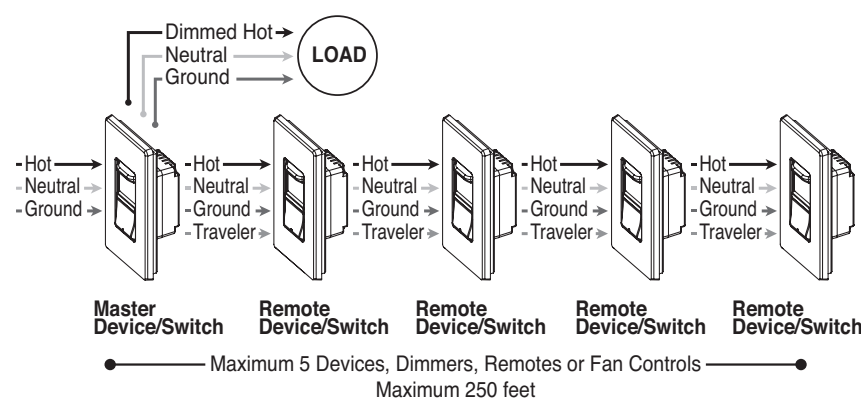 Dimmed Hot
Neutral
Ground
LOAD
Hot
Neutral
Ground
Hot
Neutral
Ground
Traveler
Hot
Neutral
Ground
Traveler
Hot
Neutral
Ground
Traveler
Hot
Neutral
Ground
Traveler
Master
Device/Switch
Remote
Device/Switch
Remote
Device/Switch
Remote
Device/Switch
Remote
Device/Switch
Maximum 5 Devices, Dimmers, Remotes or Fan Controls
Maximum 250 feet